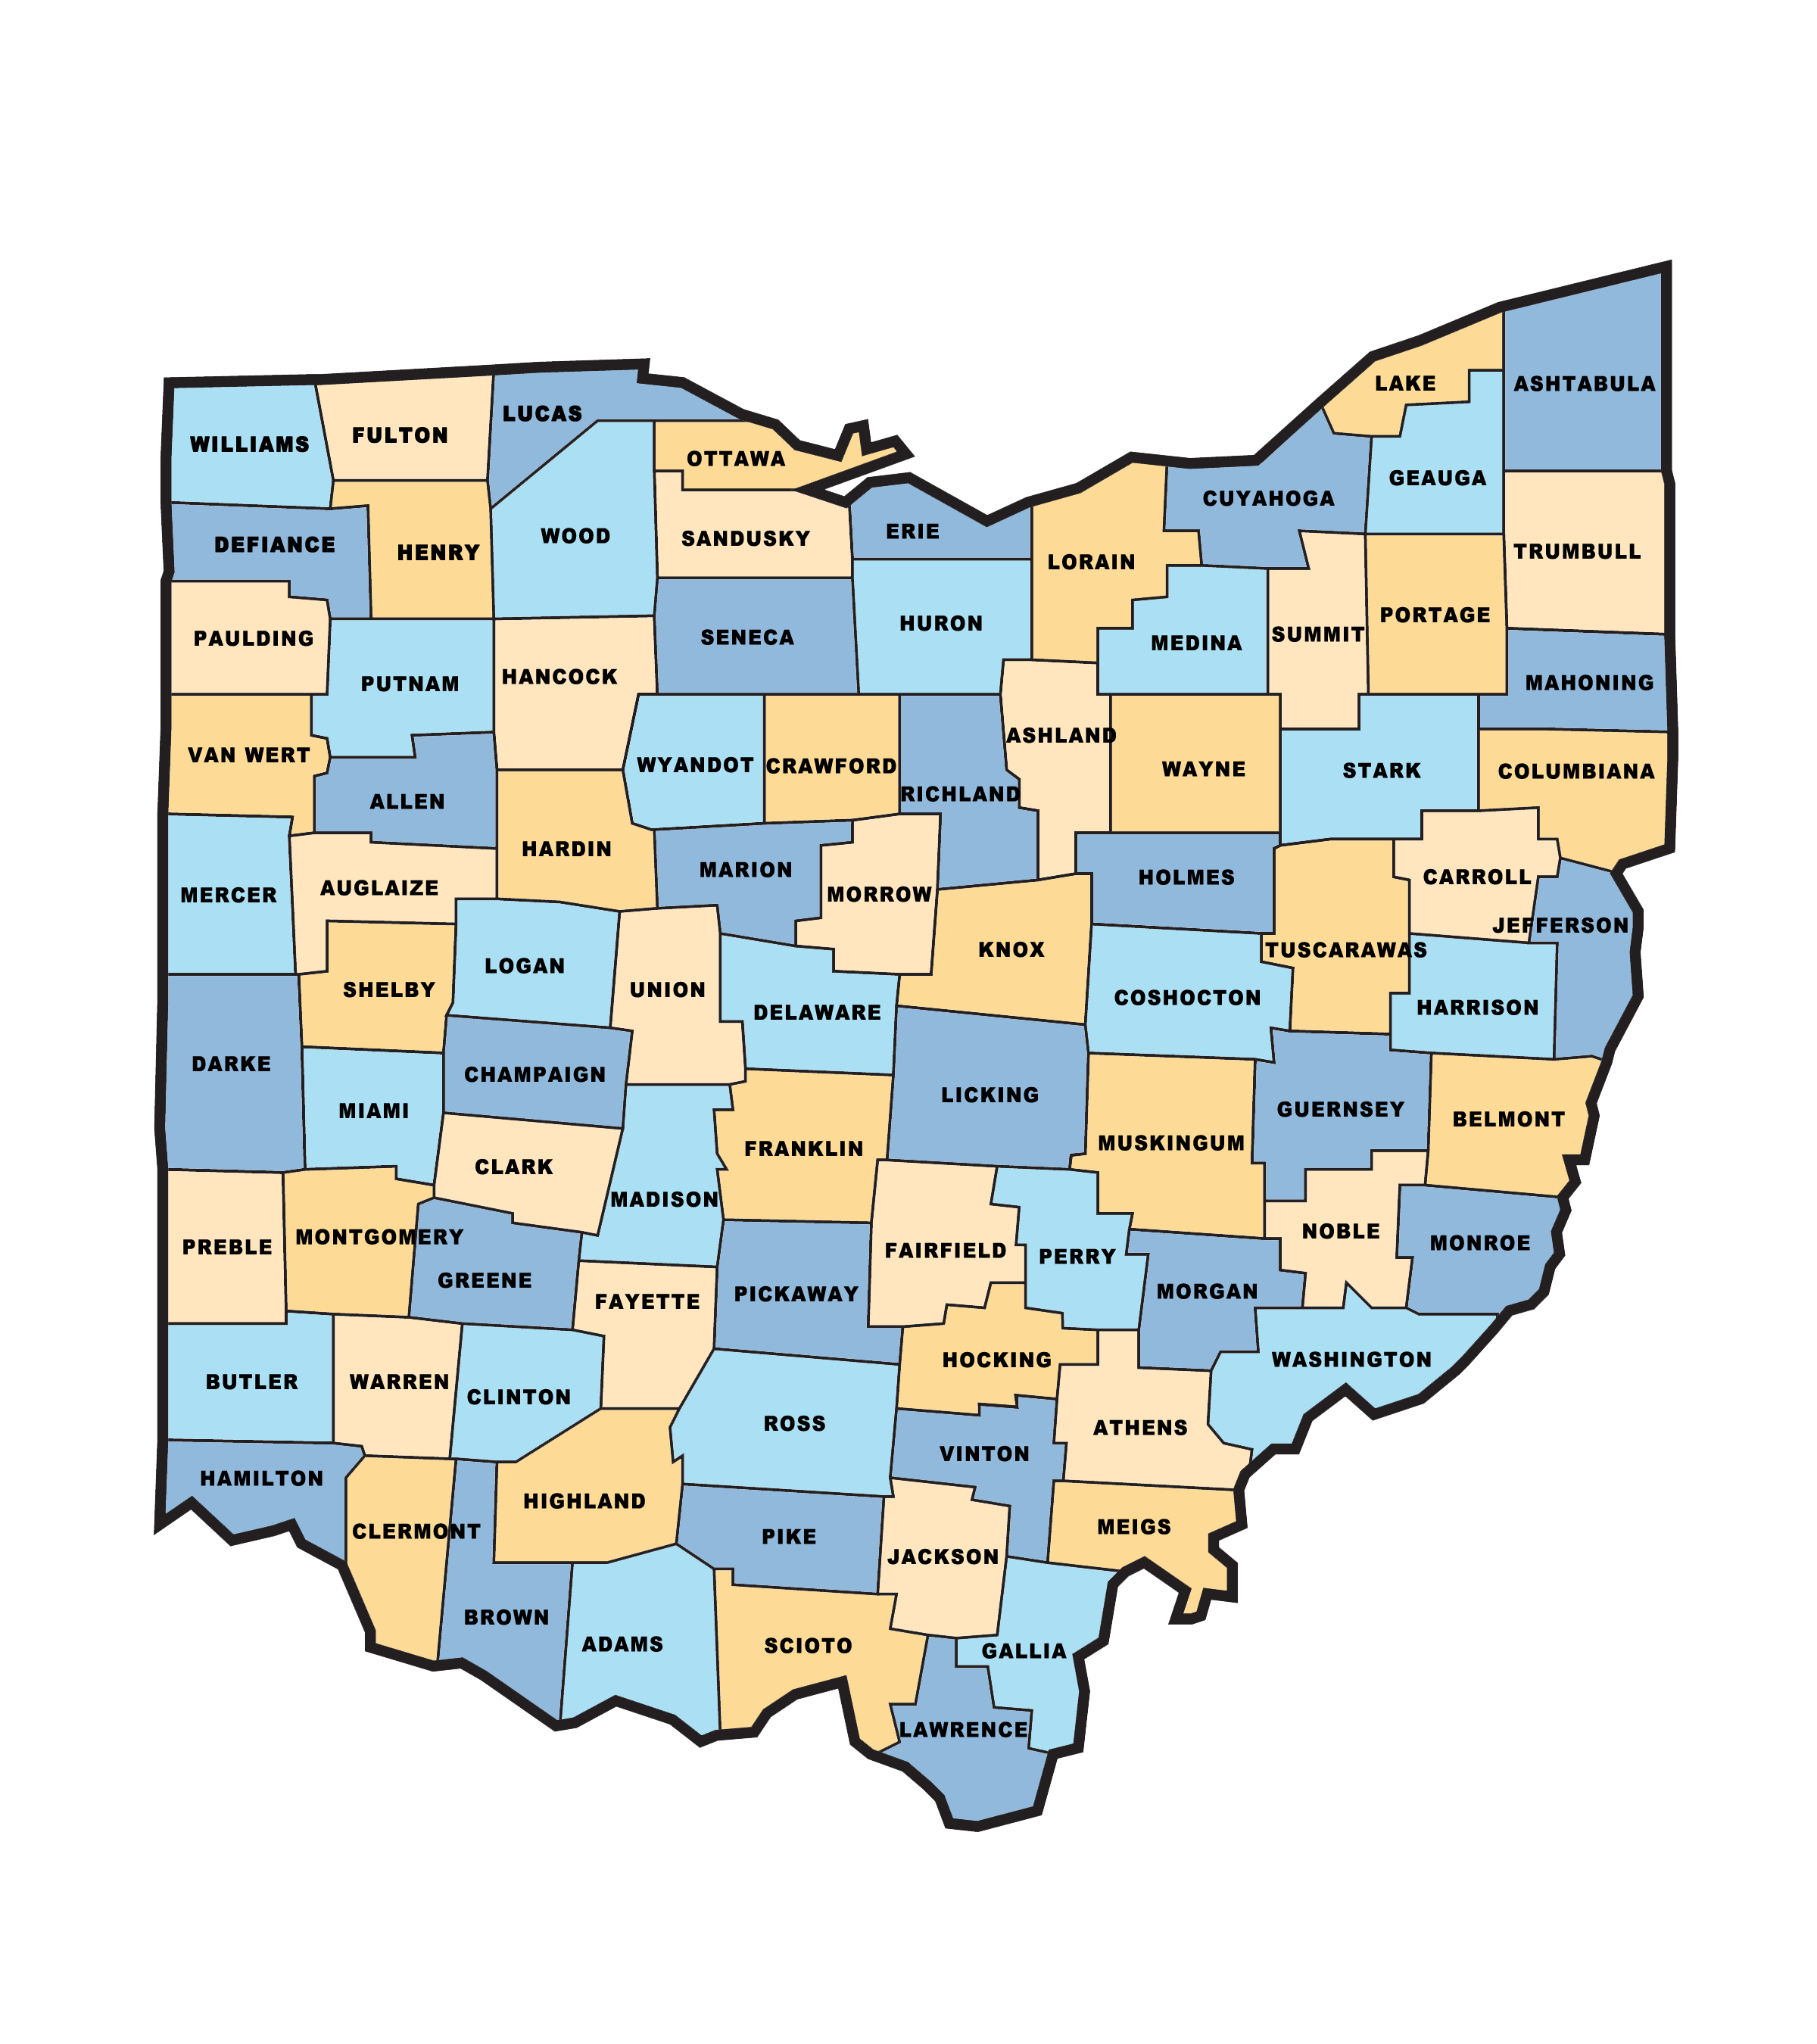 LAKE
ASHTABULA
LUCAS
FULTON
WILLIAMS
OTTAWA
GEAUGA
CUYAHOGA
ERIE
WOOD
SANDUSKY
DEFIANCE
HENRY
TRUMBULL
LORAIN
PORTAGE
HURON
SUMMIT
SENECA
PAULDING
MEDINA
HANCOCK
PUTNAM
MAHONING
ASHLAND
VAN WERT
WYANDOT
CRAWFORD
WAYNE
STARK
COLUMBIANA
RICHLAND
ALLEN
HARDIN
MARION
HOLMES
CARROLL
AUGLAIZE
MERCER
MORROW
JEFFERSON
KNOX
TUSCARAWAS
LOGAN
SHELBY
UNION
COSHOCTON
HARRISON
DELAWARE
DARKE
CHAMPAIGN
LICKING
MIAMI
GUERNSEY
BELMONT
MUSKINGUM
FRANKLIN
CLARK
MADISON
NOBLE
MONTGOMERY
PREBLE
MONROE
FAIRFIELD
PERRY
GREENE
MORGAN
PICKAWAY
FAYETTE
HOCKING
WASHINGTON
BUTLER
WARREN
CLINTON
ROSS
ATHENS
VINTON
HAMILTON
HIGHLAND
MEIGS
CLERMONT
PIKE
JACKSON
BROWN
ADAMS
SCIOTO
GALLIA
LAWRENCE